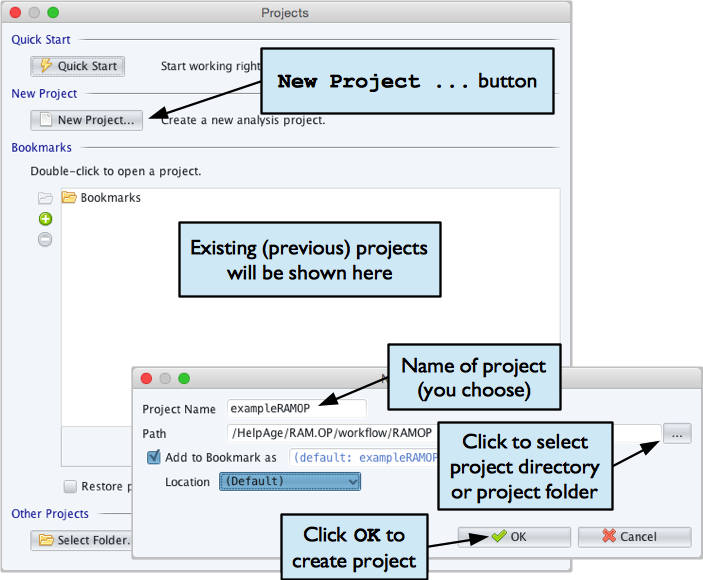 Projects
Quick Start
Quick Start
Start working right
New Project ... button
New Project
New Project...
Create a new analysis project.
Bookmarks
Double-click to open a project.
Bookmarks
Existing (previous) projects
will be shown here
Name of project
(you choose)
Project Name
exampleRAMOP
Path
/HelpAge/RAM.OP/workflow/RAMOP
...
Click to select
project directory
or project folder
Add to Bookmark as
(default: exampleRAMOP
Location
(Default)
Restore
Other Projects
Select Folder.
Click OK to
create project
OK
Cancel